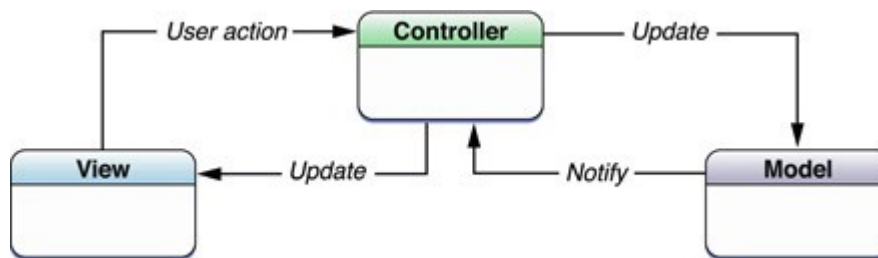 User action
Controller
Update
View
Update
Notify
Model